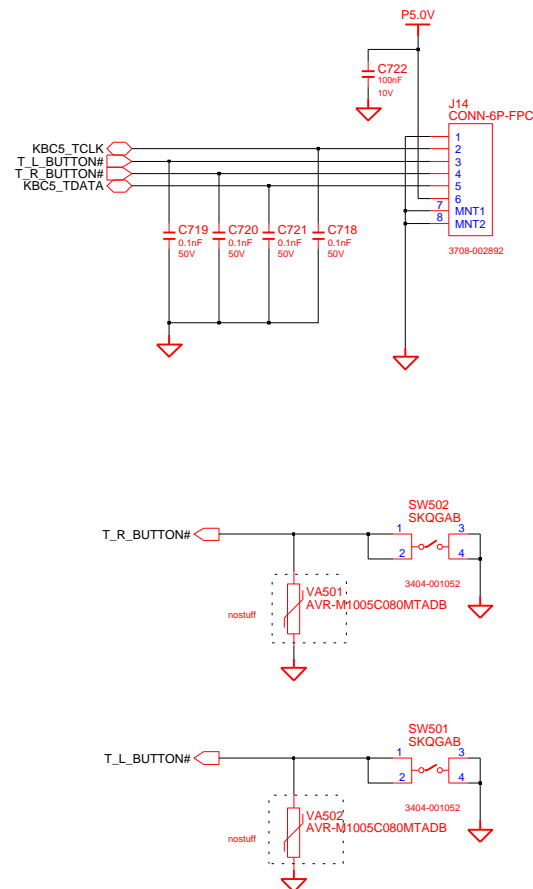 P5.0V
C722
100nF
10V
J14
CONN-6P-FPC
1
KBC5_TCLK
2
T_L_BUTTON#
3
T_R_BUTTON#
4
KBC5_TDATA
5
6
7
MNT1
8
MNT2
C719
0.1nF
50V
C720
0.1nF
50V
C721
0.1nF
50V
C718
0.1nF
50V
3708-002892
SW502
SKQGAB
T_R_BUTTON#
1
3
2
4
3404-001052
VA501
AVR-M1005C080MTADB
nostuff
SW501
SKQGAB
T_L_BUTTON#
1
3
2
4
3404-001052
VA502
AVR-M1005C080MTADB
nostuff